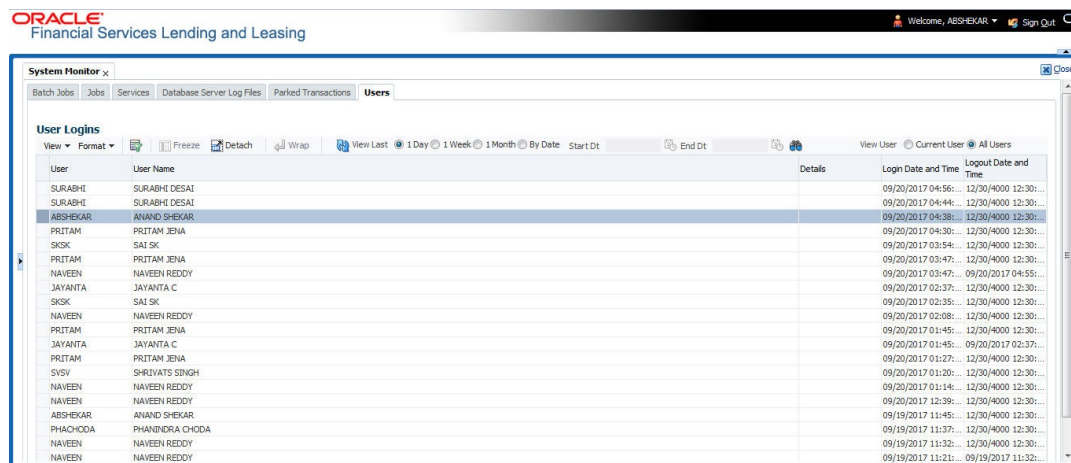 ORACLE®
Welcome, ABSHEKAR Sign Out
Financial Services Lending and Leasing
System Monitor x Close
Batch Jobs Jobs Services Database Server Log Files Parked Transactions Users
User Logins
View Format Freeze Detach Wrap View Last 1 Day 1 Week 1 Month By Date Start Dt End Dt View User Current User All Users
User User Name Details Login Date and Time Logout Date and Time
SURABHI SURABHI DESAI 09/20/2017 04:56:... 12/30/4000 12:30:...
SURABHI SURABHI DESAI 09/20/2017 04:44:... 12/30/4000 12:30:...
ABSHEKAR ANAND SHEKAR 09/20/2017 04:38:... 12/30/4000 12:30:...
PRITAM PRITAM JENA 09/20/2017 04:30:... 12/30/4000 12:30:...
SKSK SAI SK 09/20/2017 03:54:... 12/30/4000 12:30:...
PRITAM PRITAM JENA 09/20/2017 03:47:... 12/30/4000 12:30:...
NAVEEN NAVEEN REDDY 09/20/2017 03:47:... 09/20/2017 04:55:...
JAYANTA JAYANTA C 09/20/2017 02:37:... 12/30/4000 12:30:...
SKSK SAI SK 09/20/2017 02:35:... 12/30/4000 12:30:...
NAVEEN NAVEEN REDDY 09/20/2017 02:08:... 12/30/4000 12:30:...
PRITAM PRITAM JENA 09/20/2017 01:45:... 12/30/4000 12:30:...
JAYANTA JAYANTA C 09/20/2017 01:45:... 09/20/2017 02:37:...
PRITAM PRITAM JENA 09/20/2017 01:27:... 12/30/4000 12:30:...
SVSV SHRIVATS SINGH 09/20/2017 01:20:... 12/30/4000 12:30:...
NAVEEN NAVEEN REDDY 09/20/2017 01:14:... 12/30/4000 12:30:...
NAVEEN NAVEEN REDDY 09/20/2017 12:39:... 12/30/4000 12:30:...
ABSHEKAR ANAND SHEKAR 09/19/2017 11:45:... 12/30/4000 12:30:...
PHACHODA PHANINDRA CHODA 09/19/2017 11:37:... 12/30/4000 12:30:...
NAVEEN NAVEEN REDDY 09/19/2017 11:32:... 12/30/4000 12:30:...
NAVEEN NAVEEN REDDY 09/19/2017 11:21:... 09/19/2017 11:32:...